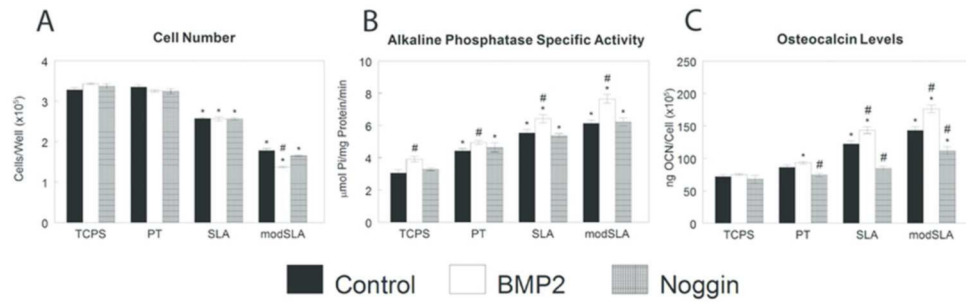 A
Cell Number
Cells/Well (x10⁵)
4
3
2
1
0
* * *
* # * *
TCPS PT SLA modSLA
B
Alkaline Phosphatase Specific Activity
µmol Pi/mg Protein/min
10
8
6
4
2
0
#
* # * *
* # * *
* # * *
TCPS PT SLA modSLA
C
Osteocalcin Levels
ng OCN/Cell (x10⁵)
250
200
150
100
50
0
* #
* # * #
* # * * #
TCPS PT SLA modSLA
Control BMP2 Noggin